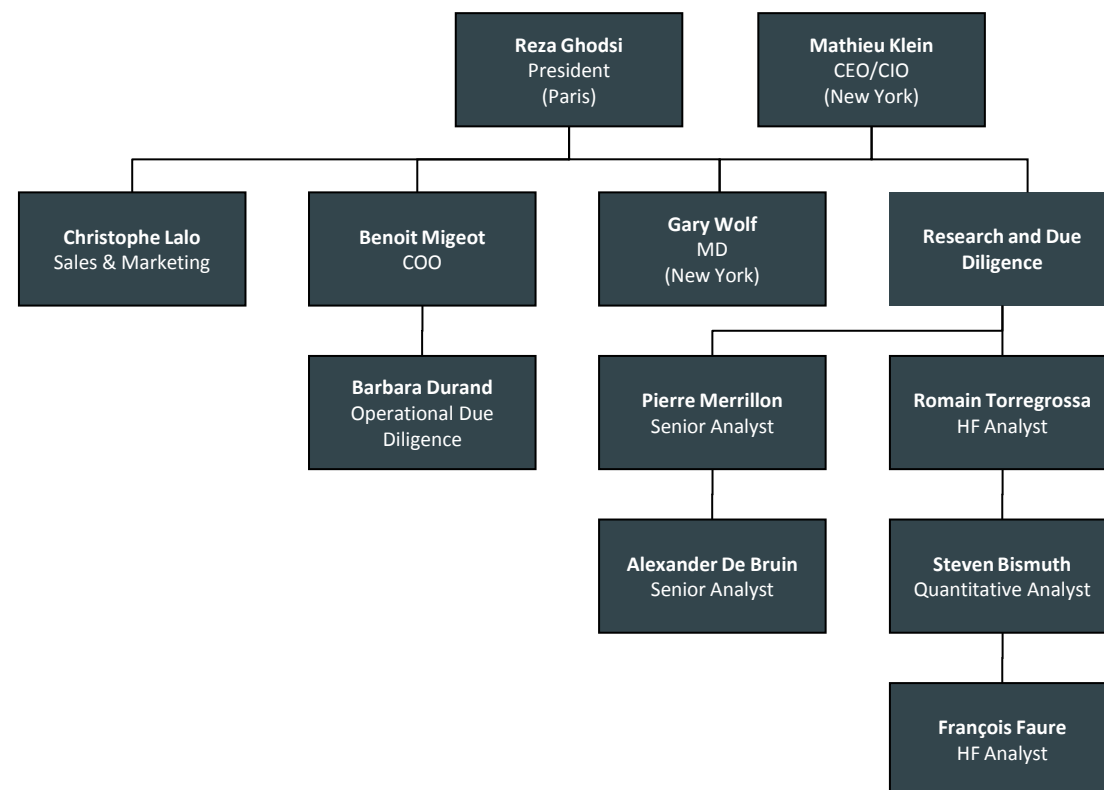 Reza Ghodsi
President
(Paris)
Mathieu Klein
CEO/CIO
(New York)
Christophe Lalo
Sales & Marketing
Benoit Migeot
COO
Gary Wolf
MD
(New York)
Research and Due
Diligence
Barbara Durand
Operational Due
Diligence
Pierre Merrillon
Senior Analyst
Romain Torregrossa
HF Analyst
Alexander De Bruin
Senior Analyst
Steven Bismuth
Quantitative Analyst
François Faure
HF Analyst